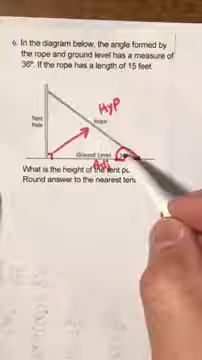 6. In the diagram below, the angle formed by
the rope and ground level has a measure of
36º. If the rope has a length of 15 feet
HYP
Tent
Pole
Rope
Ground Level
Adj
What is the height of the tent
Round answer to the nearest